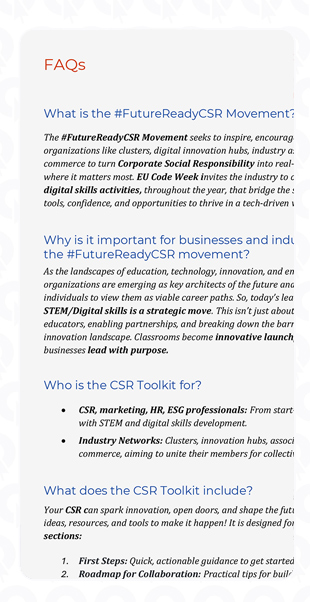 FAQs
What is the #FutureReadyCSR Movement?
The #FutureReadyCSR Movement seeks to inspire, encourag
organizations like clusters, digital innovation hubs, industry a
commerce to turn Corporate Social Responsibility into real-
where it matters most. EU Code Week invites the industry to c
digital skills activities, throughout the year, that bridge the s
tools, confidence, and opportunities to thrive in a tech-driven
Why is it important for businesses and indu
the #FutureReadyCSR movement?
As the landscapes of education, technology, innovation, and en
organizations are emerging as key architects of the future and
individuals to view them as viable career paths. So, today's lea
STEM/Digital skills is a strategic move. This isn't just about
educators, enabling partnerships, and breaking down the barr
innovation landscape. Classrooms become innovative launch
businesses lead with purpose.
Who is the CSR Toolkit for?
• CSR, marketing, HR, ESG professionals: From start
with STEM and digital skills development.
• Industry Networks: Clusters, innovation hubs, associ
commerce, aiming to unite their members for collectiv
What does the CSR Toolkit include?
Your CSR can spark innovation, open doors, and shape the futu
ideas, resources, and tools to make it happen! It is designed for
sections:
1. First Steps: Quick, actionable guidance to get started
2. Roadmap for Collaboration: Practical tips for buil